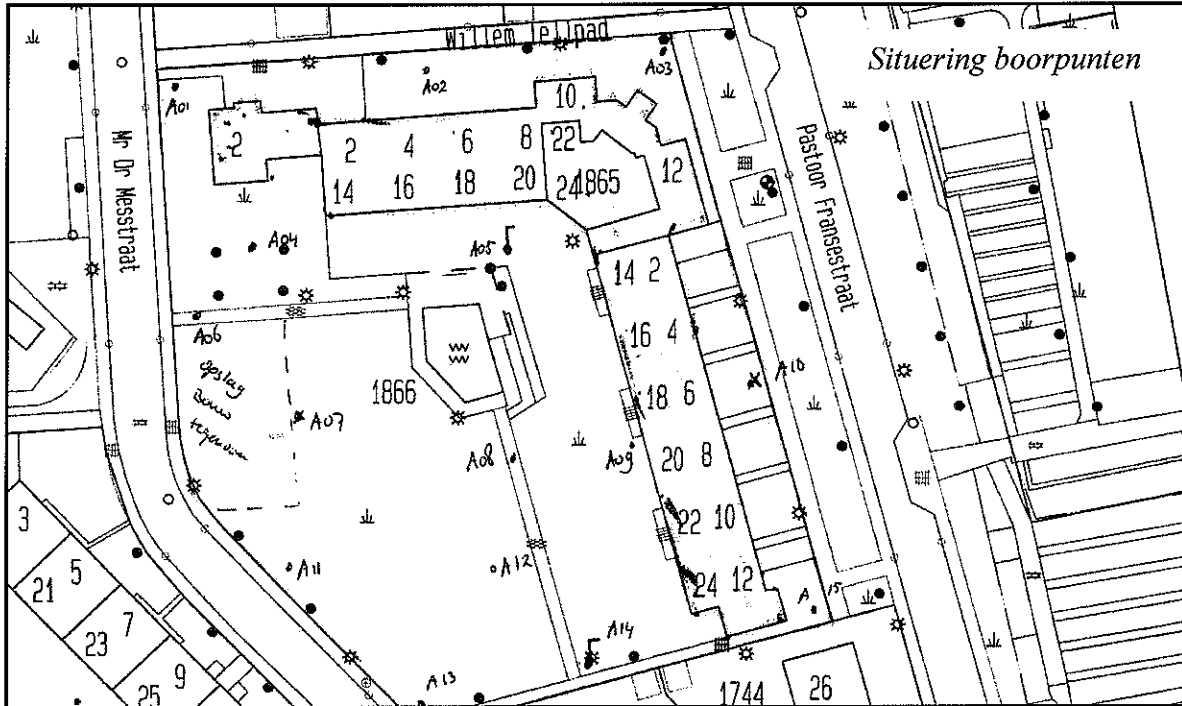 Willem Tellpad
Situering boorpunten
A01
A02
A03
10
2
2 4 6 8 22
12
14 16 18 20 24 1865
Mr Dr Messtraat
Pastoor Fransestraat
A04
A05
14 2
A06
16 4
opslag
Bouw
1866
A07
18 6
A10
A08
A09
20 8
22 10
3
5
21
A11
A12
24 12
A15
7
23
A14
9
25
A13
1744
26